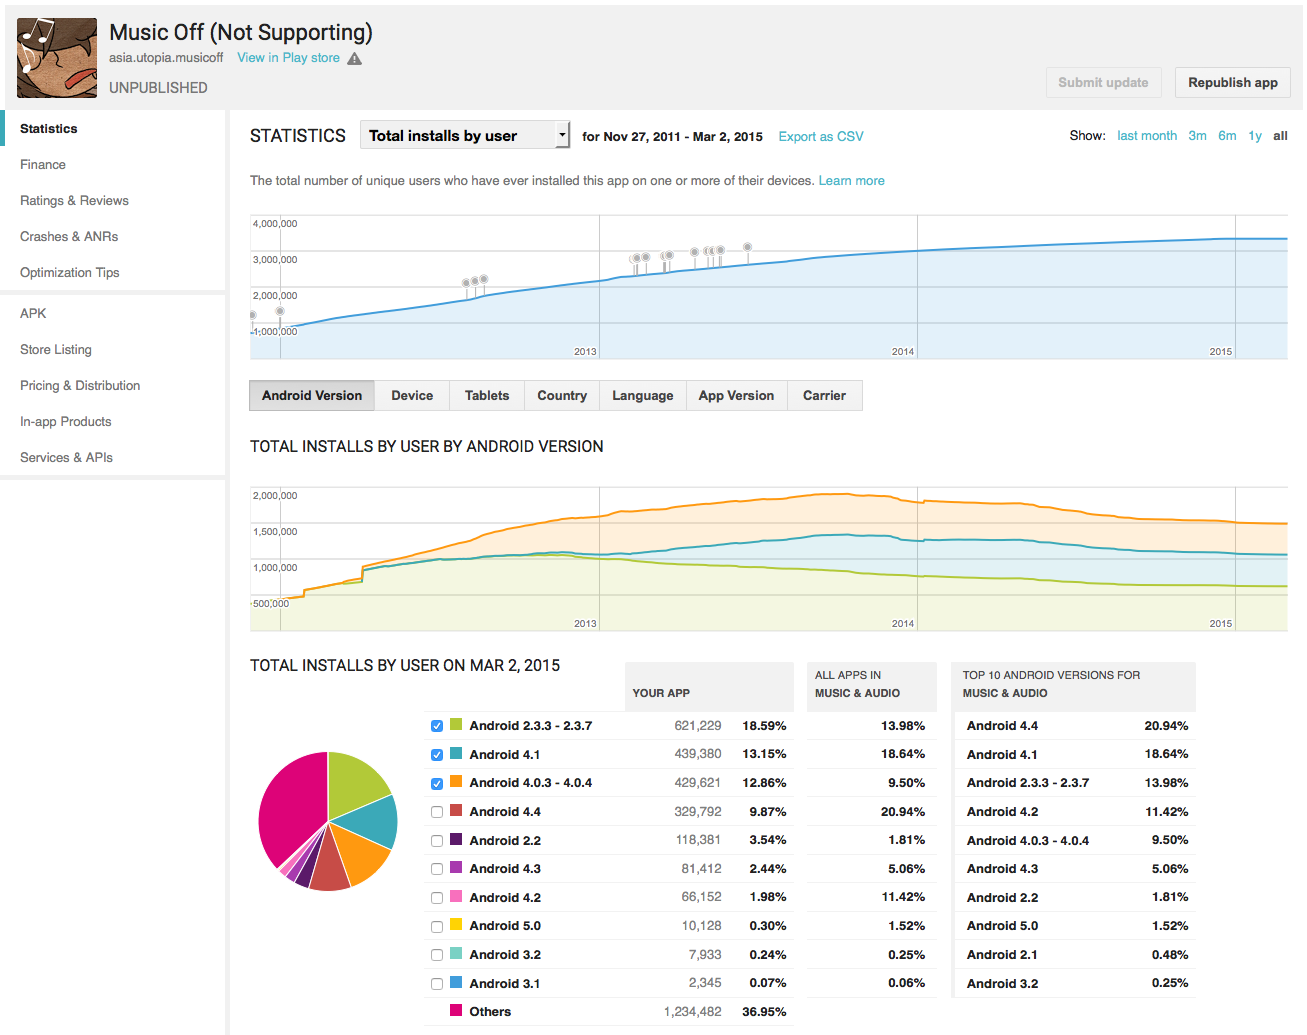 Music Off (Not Supporting)
asia.utopia.musicoff View in Play store
UNPUBLISHED
Submit update Republish app
Statistics
Finance
Ratings & Reviews
Crashes & ANRs
Optimization Tips
APK
Store Listing
Pricing & Distribution
In-app Products
Services & APIs
STATISTICS Total installs by user for Nov 27, 2011 - Mar 2, 2015 Export as CSV Show: last month 3m 6m 1y all
The total number of unique users who have ever installed this app on one or more of their devices. Learn more
4,000,000
3,000,000
2,000,000
1,000,000
2013 2014 2015
Android Version Device Tablets Country Language App Version Carrier
TOTAL INSTALLS BY USER BY ANDROID VERSION
2,000,000
1,500,000
1,000,000
500,000
2013 2014 2015
TOTAL INSTALLS BY USER ON MAR 2, 2015
YOUR APP
ALL APPS IN
MUSIC & AUDIO
TOP 10 ANDROID VERSIONS FOR
MUSIC & AUDIO
Android 2.3.3 - 2.3.7 621,229 18.59% 13.98% Android 4.4 20.94%
Android 4.1 439,380 13.15% 18.64% Android 4.1 18.64%
Android 4.0.3 - 4.0.4 429,621 12.86% 9.50% Android 2.3.3 - 2.3.7 13.98%
Android 4.4 329,792 9.87% 20.94% Android 4.2 11.42%
Android 2.2 118,381 3.54% 1.81% Android 4.0.3 - 4.0.4 9.50%
Android 4.3 81,412 2.44% 5.06% Android 4.3 5.06%
Android 4.2 66,152 1.98% 11.42% Android 2.2 1.81%
Android 5.0 10,128 0.30% 1.52% Android 5.0 1.52%
Android 3.2 7,933 0.24% 0.25% Android 2.1 0.48%
Android 3.1 2,345 0.07% 0.06% Android 3.2 0.25%
Others 1,234,482 36.95%